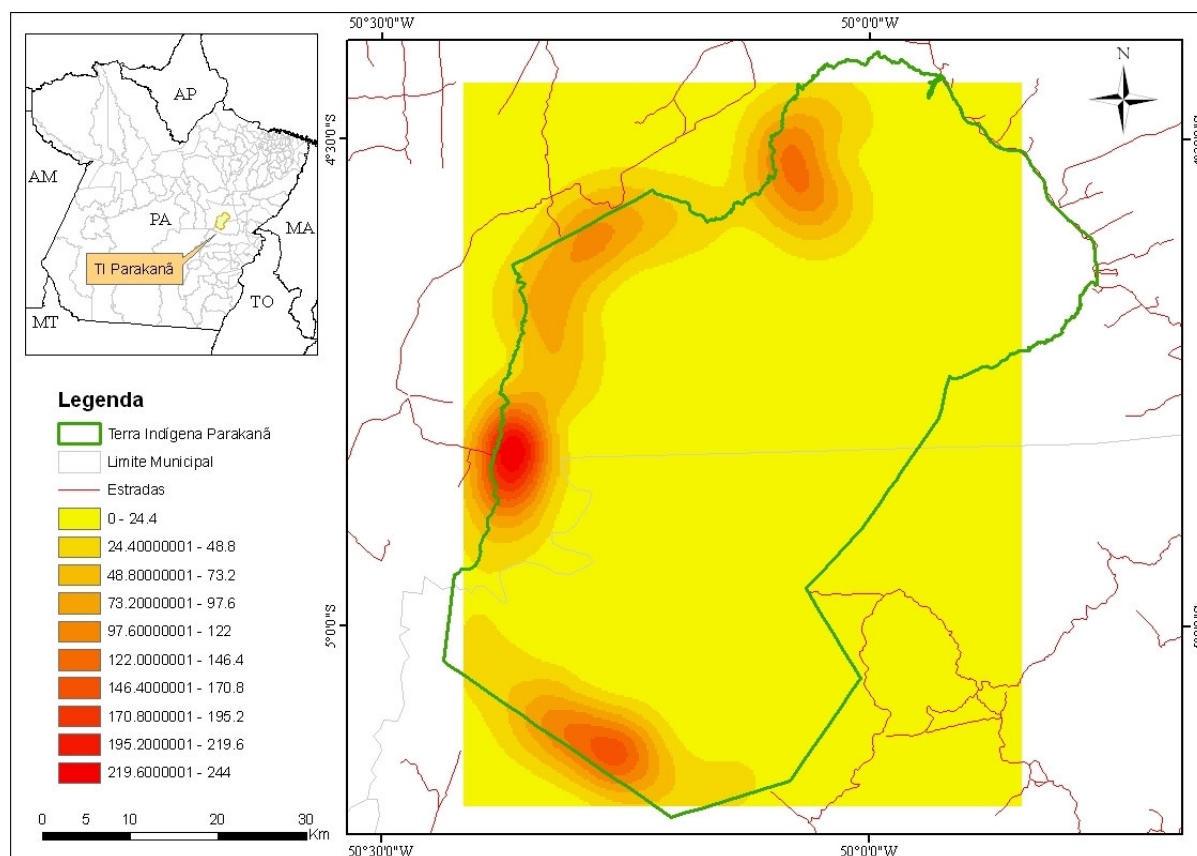 50°30'0"W
50°0'0"W
AP
N
4°30'0"S
AM
PA
MA
TI Parakanã
TO
MT
Legenda
Terra Indígena Parakanã
Limite Municipal
Estradas
0 - 24.4
24.40000001 - 48.8
48.80000001 - 73.2
73.20000001 - 97.6
97.60000001 - 122
122.0000001 - 146.4
146.4000001 - 170.8
170.8000001 - 195.2
195.2000001 - 219.6
219.6000001 - 244
5°0'0"S
0 5 10 20 30
Km
50°30'0"W
50°0'0"W